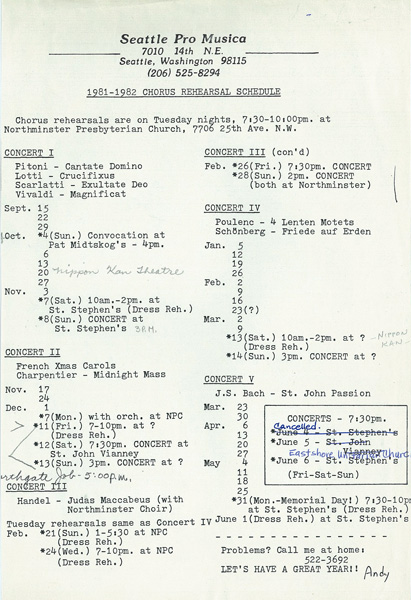 Seattle Pro Musica
7010 14th N.E.
Seattle, Washington 98115
(206) 525-8294
1981-1982 CHORUS REHEARSAL SCHEDULE
Chorus rehearsals are on Tuesday nights, 7:30-10:00pm. at
Northminster Presbyterian Church, 7706 25th Ave. N.W.
CONCERT I
Pitoni - Cantate Domino
Lotti - Crucifixus
Scarlatti - Exultate Deo
Vivaldi - Magnificat
Sept. 15
22
29
Oct. *4(Sun.) Convocation at
Pat Midtskog's - 4pm.
6
13
20 Nippon Kan Theatre
27
Nov. 3
*7(Sat.) 10am.-2pm. at
St. Stephen's (Dress Reh.)
*8(Sun.) CONCERT at
St. Stephen's 3PM.
CONCERT II
French Xmas Carols
Charpentier - Midnight Mass
Nov. 17
24
Dec. 1
*7(Mon.) with orch. at NPC
*11(Fri.) 7-10pm. at ?
(Dress Reh.)
*12(Sat.) 7:30pm. CONCERT at
St. John Vianney
*13(Sun.) 3pm. CONCERT at ?
Northgate Job - 5:00pm.
CONCERT III
Handel - Judas Maccabeus (with
Northminster Choir)
Tuesday rehearsals same as Concert IV
Feb. *21(Sun.) 1-5:30 at NPC
(Dress Reh.)
*24(Wed.) 7-10pm. at NPC
(Dress Reh.)
CONCERT III (con'd)
Feb. *26(Fri.) 7:30pm. CONCERT
*28(Sun.) 2pm. CONCERT
(both at Northminster)
CONCERT IV
Poulenc - 4 Lenten Motets
Schönberg - Friede auf Erden
Jan. 5
12
19
26
Feb. 2
9
16
23(?)
Mar. 2
9
*13(Sat.) 10am.-2pm. at ? - NIPPON KAN -
(Dress Reh.)
*14(Sun.) 3pm. CONCERT at ?
CONCERT V
J.S. Bach - St. John Passion
Mar. 23
30
Apr. 6
13
20
27
May 4
11
18
25
CONCERTS - 7:30pm.
Cancelled
*June 4 - St. Stephen's
*June 5 - St. John
Vianney
Eastshore Unitarian Church
*June 6 - St. Stephen's
(Fri-Sat-Sun)
*31(Mon.-Memorial Day!) 7:30-10pm
at St. Stephen's (Dress Reh.)
June 1(Dress Reh.) at St. Stephen's
Problems? Call me at home:
522-3692
LET'S HAVE A GREAT YEAR!! Andy